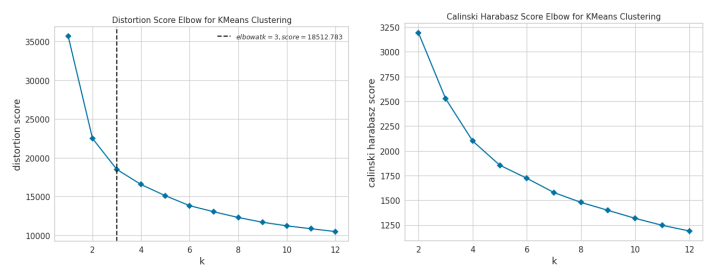 Distortion Score Elbow for KMeans Clustering
elbow at k = 3, score = 18512.783
35000
30000
25000
20000
15000
10000
distortion score
2 4 6 8 10 12
k
Calinski Harabasz Score Elbow for KMeans Clustering
3250
3000
2750
2500
2250
2000
1750
1500
1250
calinski harabasz score
2 4 6 8 10 12
k